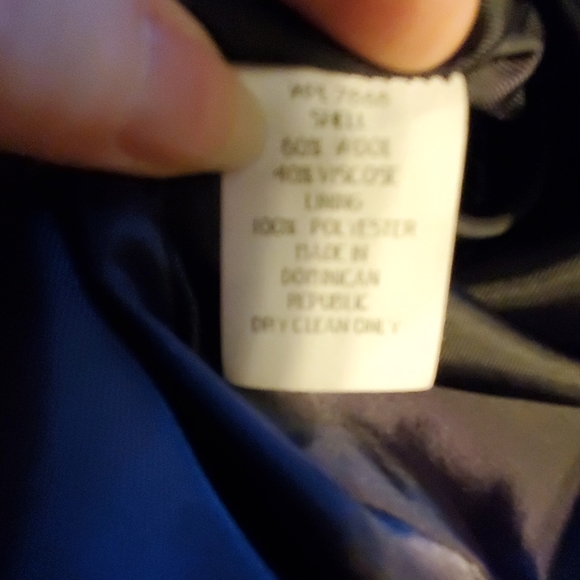 SHELL
60% WOOL
40% VISCOSE
LINING
100% POLYESTER
MADE IN
DOMINICAN
REPUBLIC
DRY CLEAN ONLY